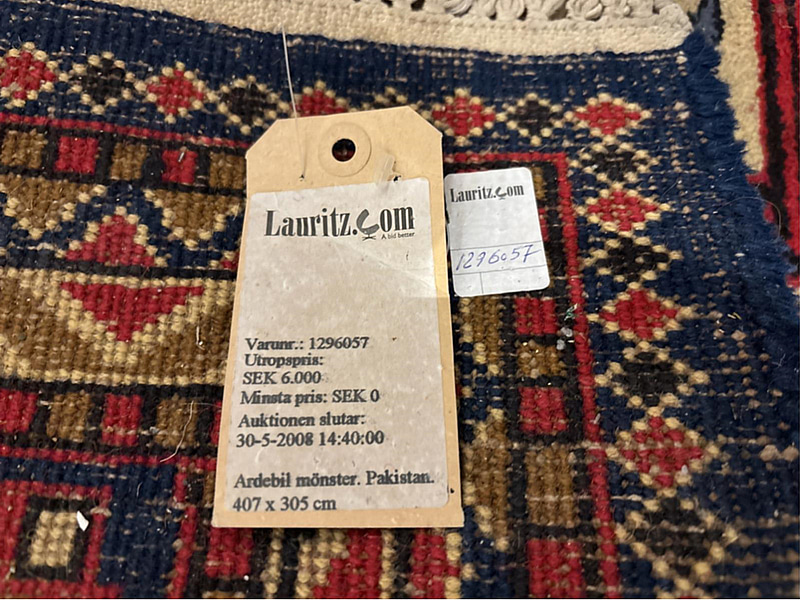 Lauritz.com
A bid better
Varunr.: 1296057
Utropspris:
SEK 6.000
Minsta pris: SEK 0
Auktionen slutar:
30-5-2008 14:40:00
Ardebil mönster. Pakistan.
407 x 305 cm
Lauritz.com
1296057